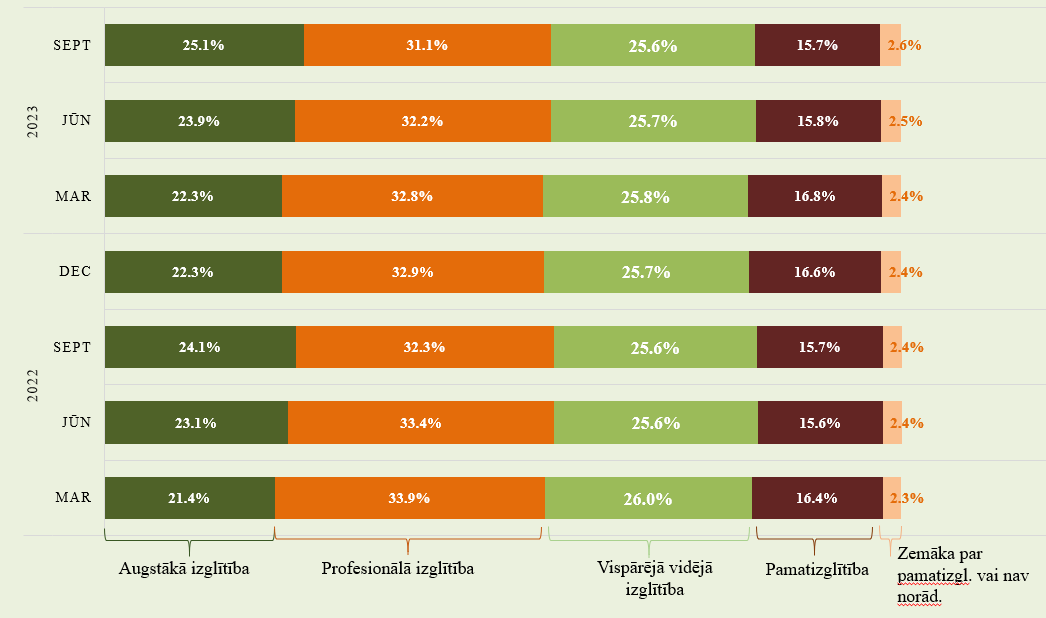 2023
SEPT 25.1% 31.1% 25.6% 15.7% 2.6%
JŪN 23.9% 32.2% 25.7% 15.8% 2.5%
MAR 22.3% 32.8% 25.8% 16.8% 2.4%
2022
DEC 22.3% 32.9% 25.7% 16.6% 2.4%
SEPT 24.1% 32.3% 25.6% 15.7% 2.4%
JŪN 23.1% 33.4% 25.6% 15.6% 2.4%
MAR 21.4% 33.9% 26.0% 16.4% 2.3%
Augstākā izglītība
Profesionālā izglītība
Vispārējā vidējā
izglītība
Pamatizglītība
Zemāka par
pamatizgl. vai nav
norād.